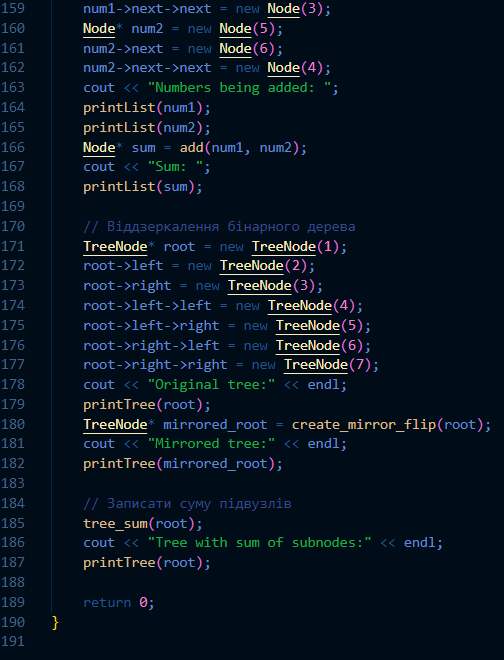 159 num1->next->next = new Node(3);
160 Node* num2 = new Node(5);
161 num2->next = new Node(6);
162 num2->next->next = new Node(4);
163 cout << "Numbers being added: ";
164 printList(num1);
165 printList(num2);
166 Node* sum = add(num1, num2);
167 cout << "Sum: ";
168 printList(sum);
169
170 // Віддзеркалення бінарного дерева
171 TreeNode* root = new TreeNode(1);
172 root->left = new TreeNode(2);
173 root->right = new TreeNode(3);
174 root->left->left = new TreeNode(4);
175 root->left->right = new TreeNode(5);
176 root->right->left = new TreeNode(6);
177 root->right->right = new TreeNode(7);
178 cout << "Original tree:" << endl;
179 printTree(root);
180 TreeNode* mirrored_root = create_mirror_flip(root);
181 cout << "Mirrored tree:" << endl;
182 printTree(mirrored_root);
183
184 // Записати суму підвузлів
185 tree_sum(root);
186 cout << "Tree with sum of subnodes:" << endl;
187 printTree(root);
188
189 return 0;
190 }
191